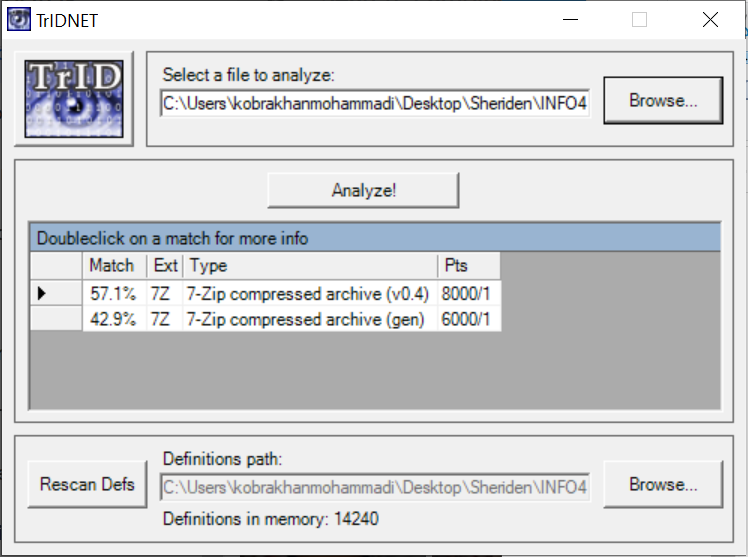 TrIDNET
TrID
Select a file to analyze:
C:\Users\kobrakhanmohammadi\Desktop\Sheriden\INFO4
Browse...
Analyze!
Doubleclick on a match for more info
Match Ext Type Pts
57.1% 7Z 7-Zip compressed archive (v0.4) 8000/1
42.9% 7Z 7-Zip compressed archive (gen) 6000/1
Rescan Defs
Definitions path:
C:\Users\kobrakhanmohammadi\Desktop\Sheriden\INFO4
Browse...
Definitions in memory: 14240